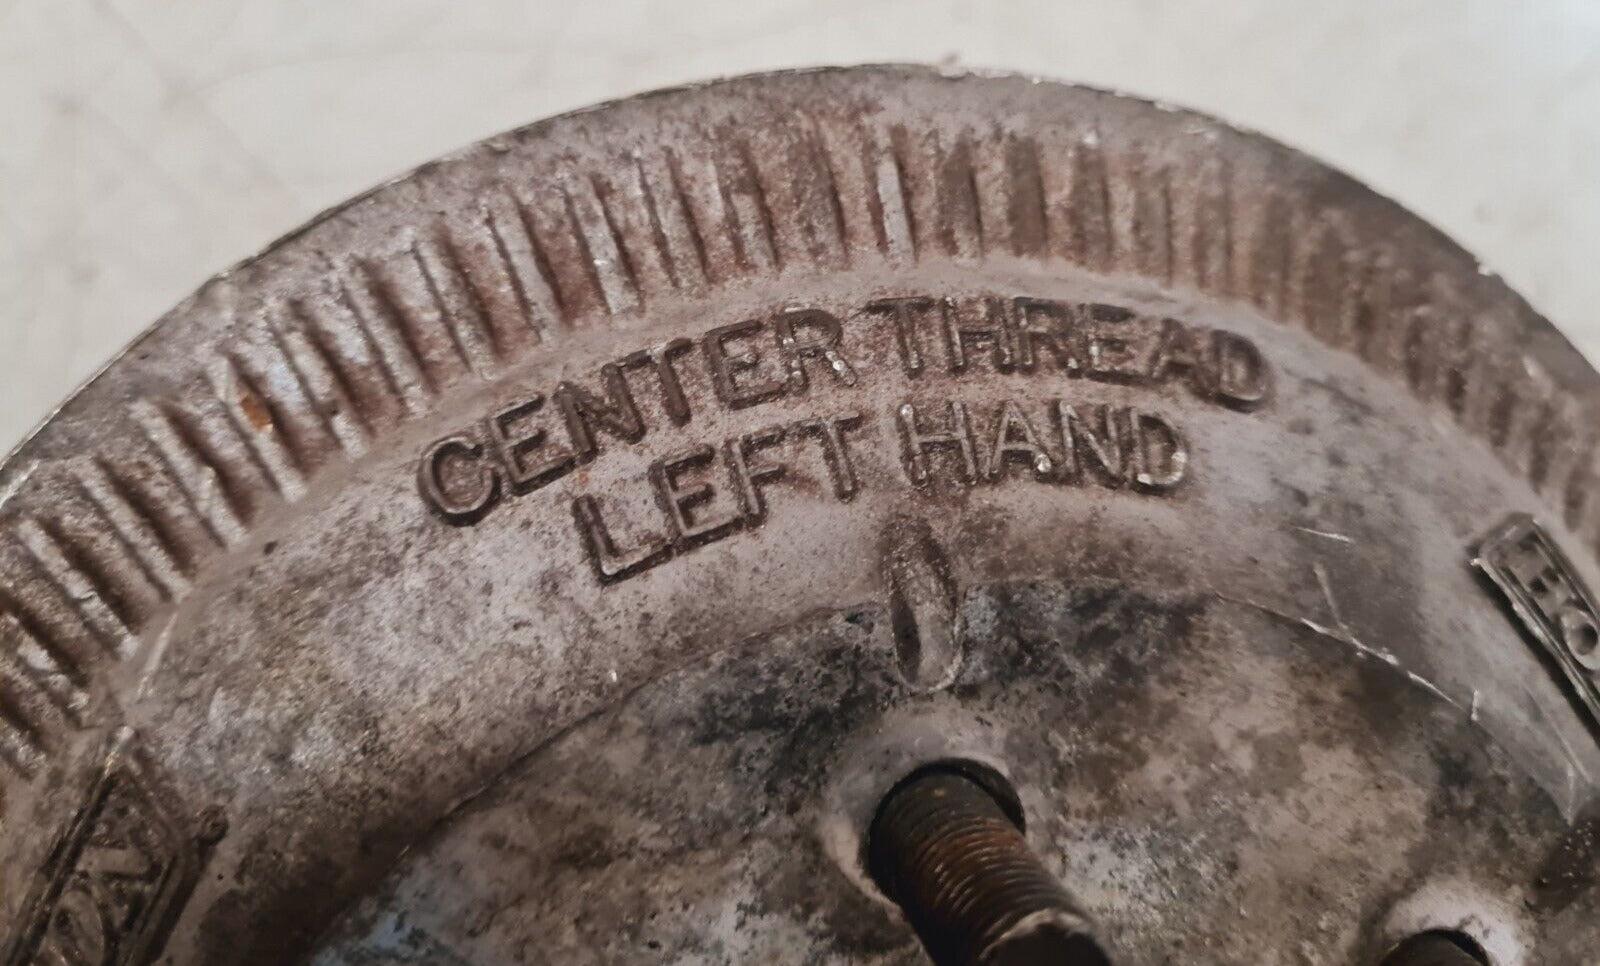 CENTER THREAD
LEFT HAND